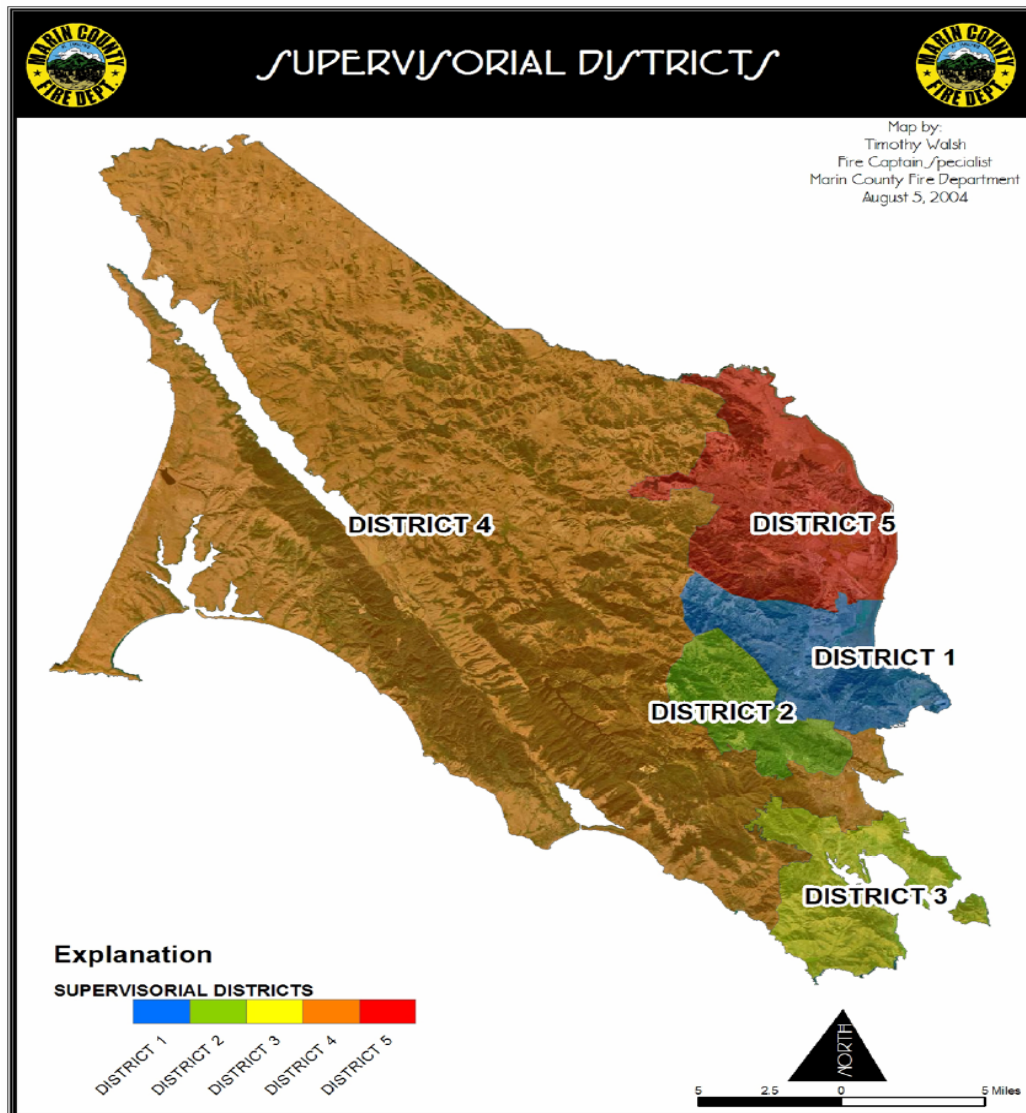 MARIN COUNTY
FIRE DEPT.
SUPERVISORIAL DISTRICTS
MARIN COUNTY
FIRE DEPT.
Map by:
Timothy Walsh
Fire Captain Specialist
Marin County Fire Department
August 5, 2004
DISTRICT 4
DISTRICT 5
DISTRICT 1
DISTRICT 2
DISTRICT 3
Explanation
SUPERVISORIAL DISTRICTS
DISTRICT 1
DISTRICT 2
DISTRICT 3
DISTRICT 4
DISTRICT 5
NORTH
5 2.5 0 5 Miles